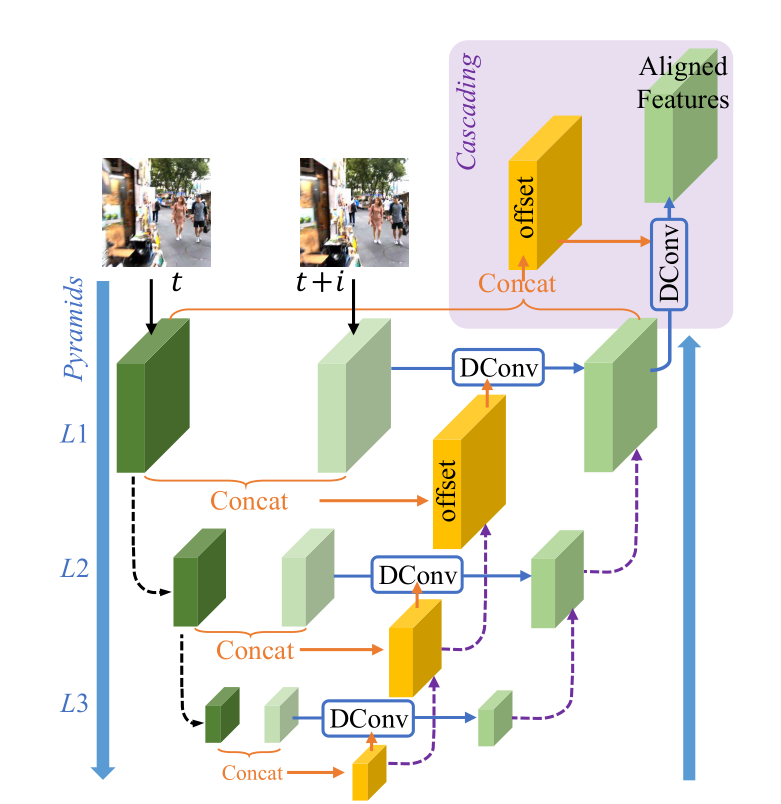 Cascading
Aligned
Features
offset
DConv
Concat
t
t+i
Pyramids
DConv
L1
offset
Concat
L2
DConv
Concat
L3
DConv
Concat